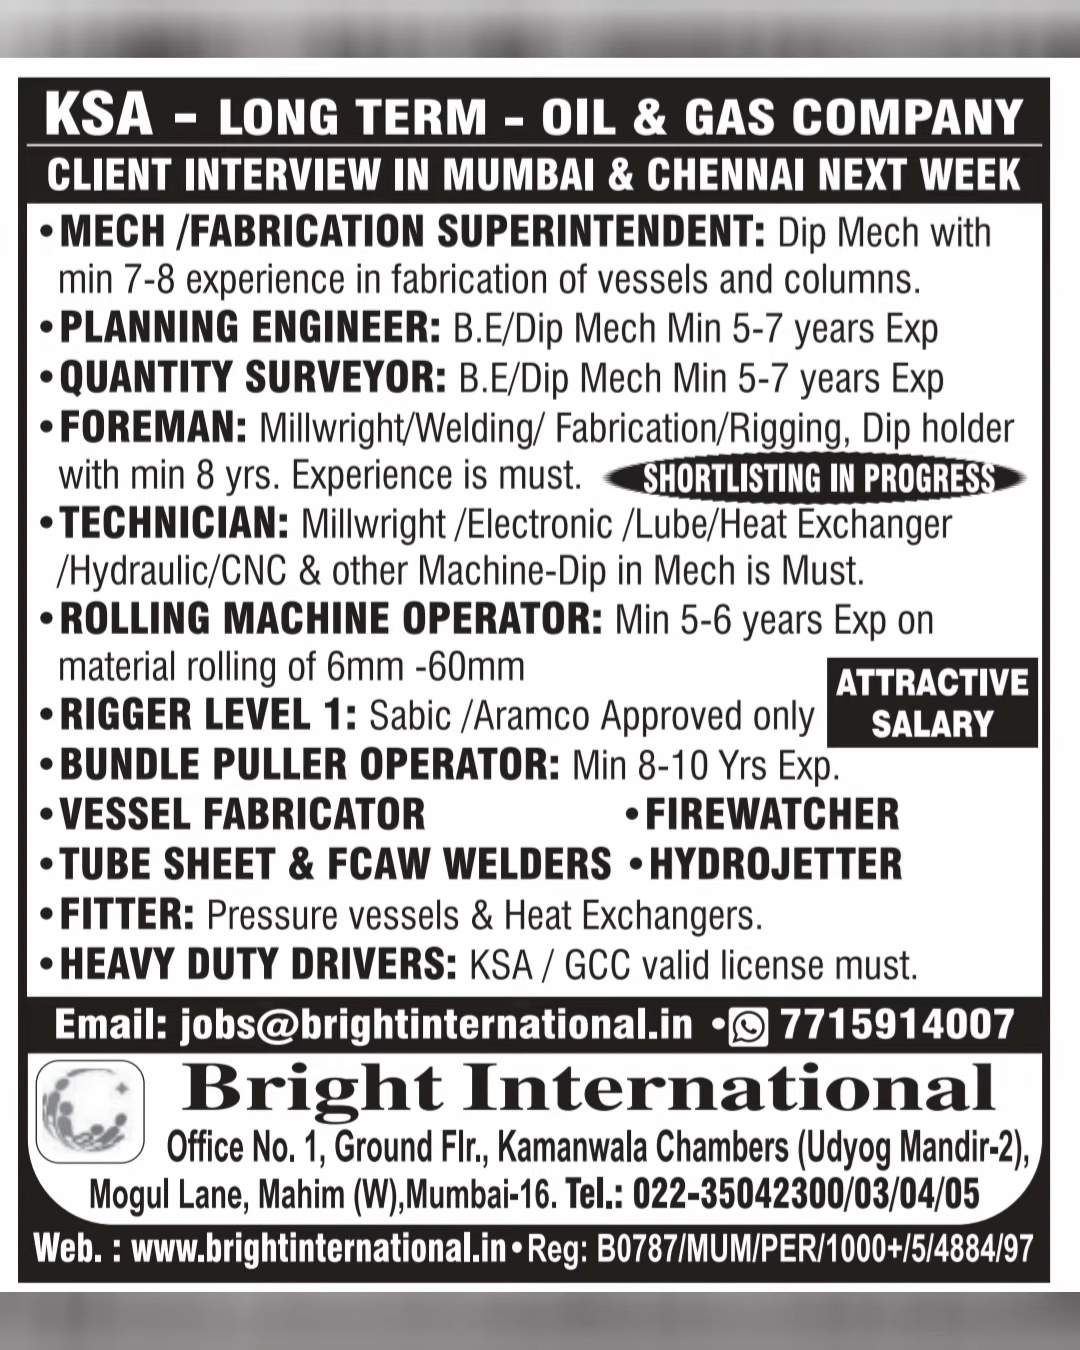 KSA - LONG TERM - OIL & GAS COMPANY
CLIENT INTERVIEW IN MUMBAI & CHENNAI NEXT WEEK
• MECH /FABRICATION SUPERINTENDENT: Dip Mech with
min 7-8 experience in fabrication of vessels and columns.
• PLANNING ENGINEER: B.E/Dip Mech Min 5-7 years Exp
• QUANTITY SURVEYOR: B.E/Dip Mech Min 5-7 years Exp
• FOREMAN: Millwright/Welding/ Fabrication/Rigging, Dip holder
with min 8 yrs. Experience is must. SHORTLISTING IN PROGRESS
• TECHNICIAN: Millwright /Electronic /Lube/Heat Exchanger
/Hydraulic/CNC & other Machine-Dip in Mech is Must.
• ROLLING MACHINE OPERATOR: Min 5-6 years Exp on
material rolling of 6mm -60mm
• RIGGER LEVEL 1: Sabic /Aramco Approved only
ATTRACTIVE
SALARY
• BUNDLE PULLER OPERATOR: Min 8-10 Yrs Exp.
• VESSEL FABRICATOR • FIREWATCHER
• TUBE SHEET & FCAW WELDERS • HYDROJETTER
• FITTER: Pressure vessels & Heat Exchangers.
• HEAVY DUTY DRIVERS: KSA / GCC valid license must.
Email: jobs@brightinternational.in • 7715914007
Bright International
Office No. 1, Ground Flr., Kamanwala Chambers (Udyog Mandir-2),
Mogul Lane, Mahim (W),Mumbai-16. Tel.: 022-35042300/03/04/05
Web. : www.brightinternational.in • Reg: B0787/MUM/PER/1000+/5/4884/97